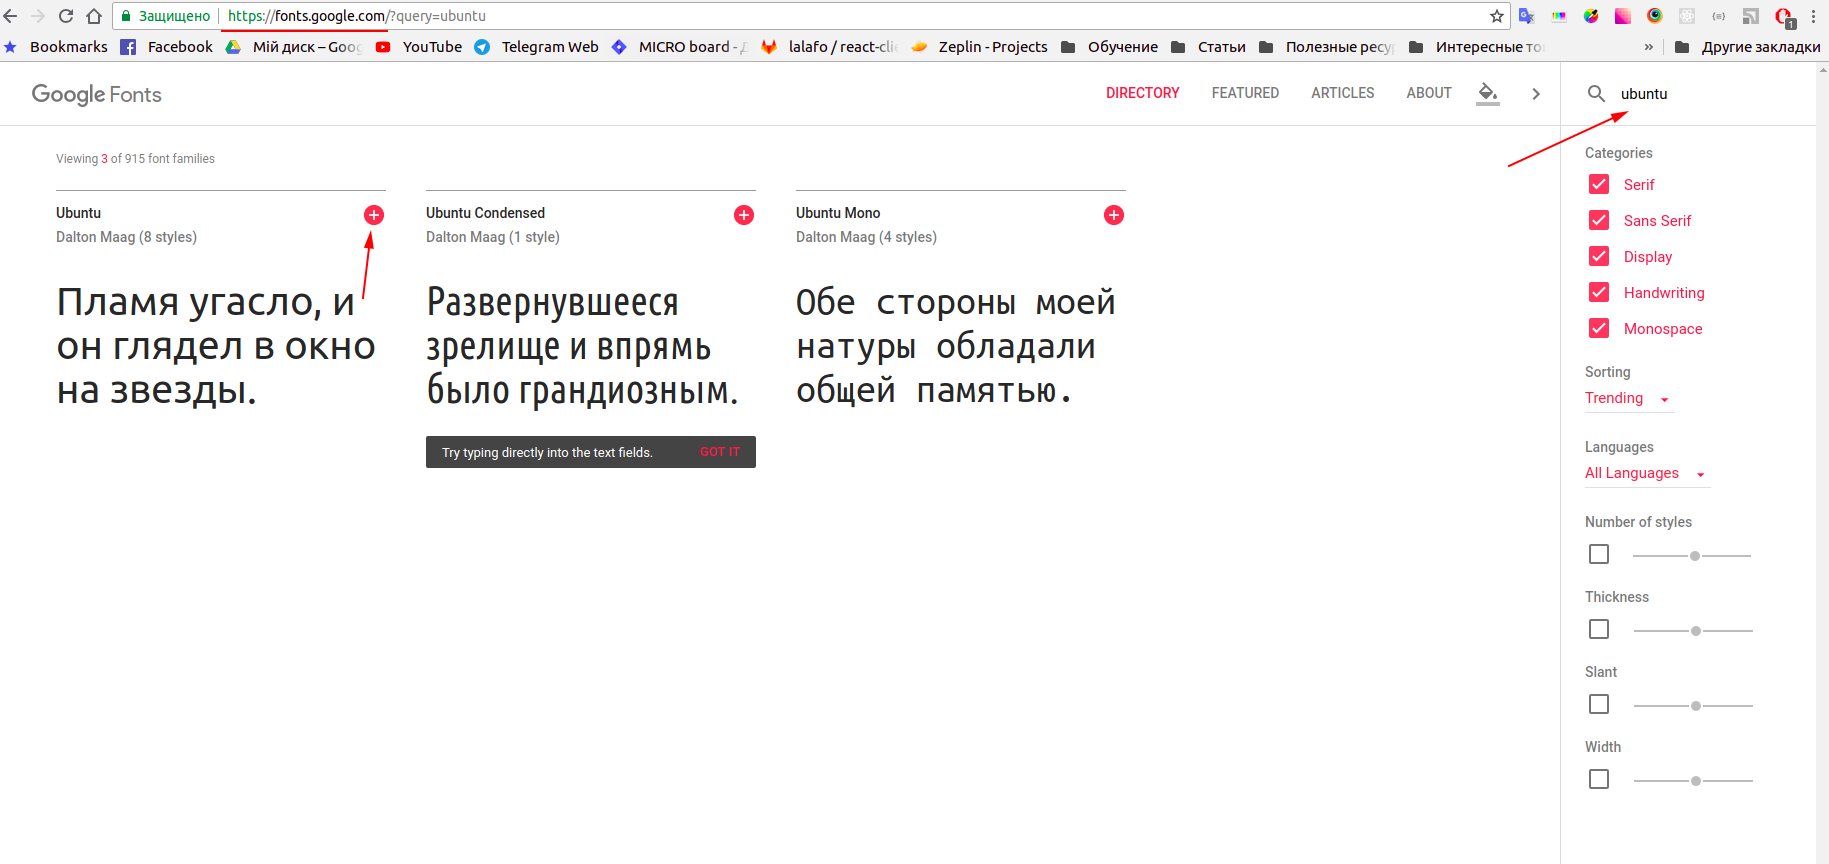 Защищено https://fonts.google.com/?query=ubuntu
Bookmarks Facebook Мій диск – Goo YouTube Telegram Web MICRO board - lalafo / react-cli Zeplin - Projects Обучение Статьи Полезные ресу Интересные то » Другие закладки
Google Fonts
DIRECTORY FEATURED ARTICLES ABOUT
ubuntu
Viewing 3 of 915 font families
Ubuntu
Dalton Maag (8 styles)
Пламя угасло, и
он глядел в окно
на звезды.
Ubuntu Condensed
Dalton Maag (1 style)
Развернувшееся
зрелище и впрямь
было грандиозным.
Try typing directly into the text fields. GOT IT
Ubuntu Mono
Dalton Maag (4 styles)
Обе стороны моей
натуры обладали
общей памятью.
Categories
Serif
Sans Serif
Display
Handwriting
Monospace
Sorting
Trending
Languages
All Languages
Number of styles
Thickness
Slant
Width